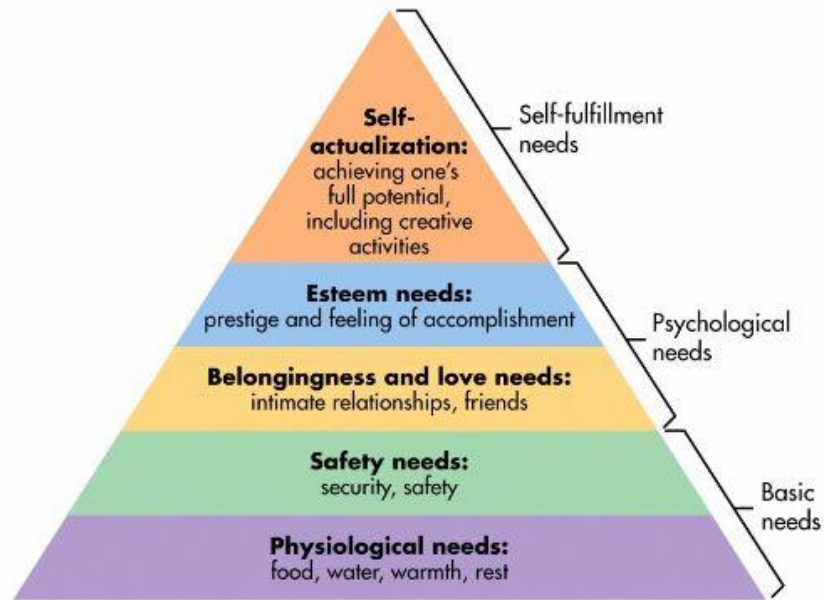 Self-
actualization:
achieving one's
full potential,
including creative
activities
Self-fulfillment
needs
Esteem needs:
prestige and feeling of accomplishment
Psychological
needs
Belongingness and love needs:
intimate relationships, friends
Safety needs:
security, safety
Basic
needs
Physiological needs:
food, water, warmth, rest